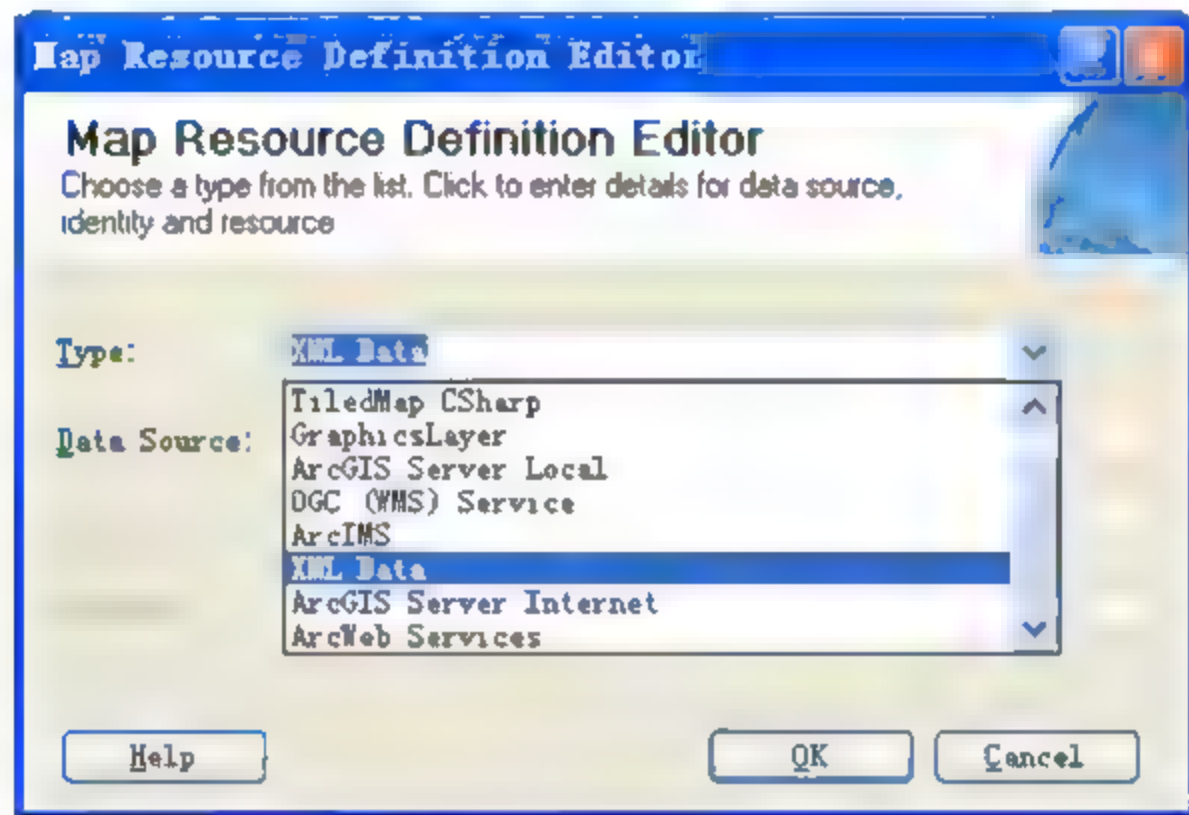 Map Resource Definition Editor
Map Resource Definition Editor
Choose a type from the list. Click to enter details for data source,
identity and resource
Type:
XML Data
TiledMap CSharp
Data Source:
GraphicsLayer
ArcGIS Server Local
OGC (WMS) Service
ArcIMS
XML Data
ArcGIS Server Internet
ArcWeb Services
Help
OK
Cancel